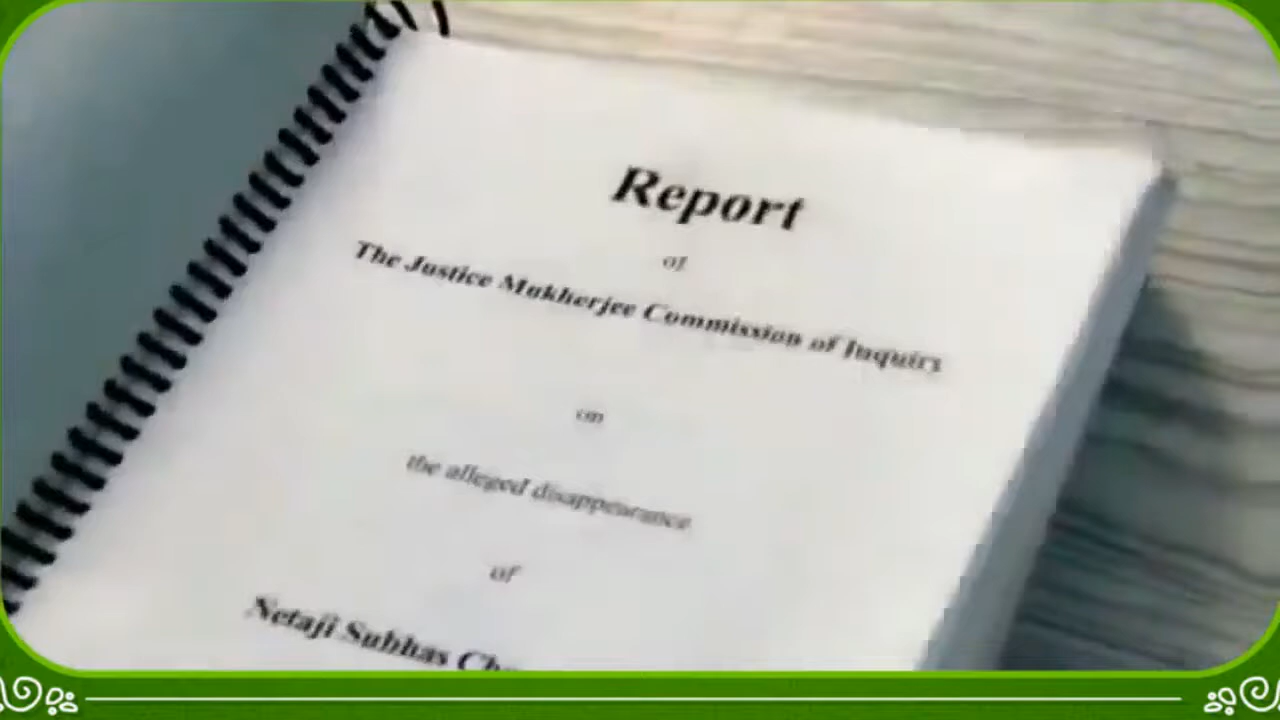 Report
of
The Justice Mukherjee Commission of Inquiry
on
the alleged disappearance
of
Netaji Subhas